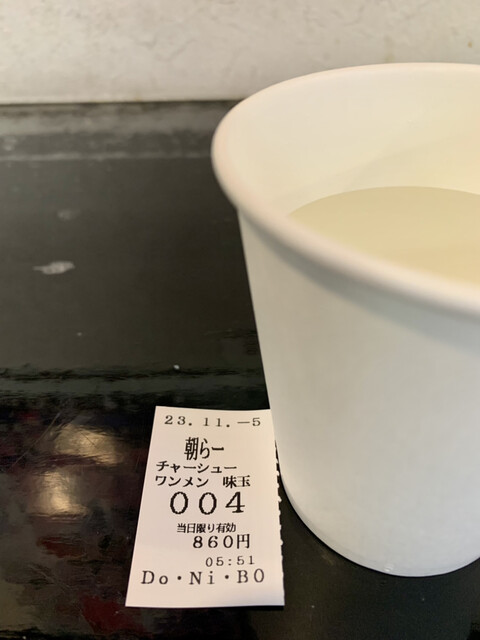 23.11.-5
朝らー
チャーシュー
ワンメン 味玉
004
当日限り有効
860円
05:51
Do・Ni・BO